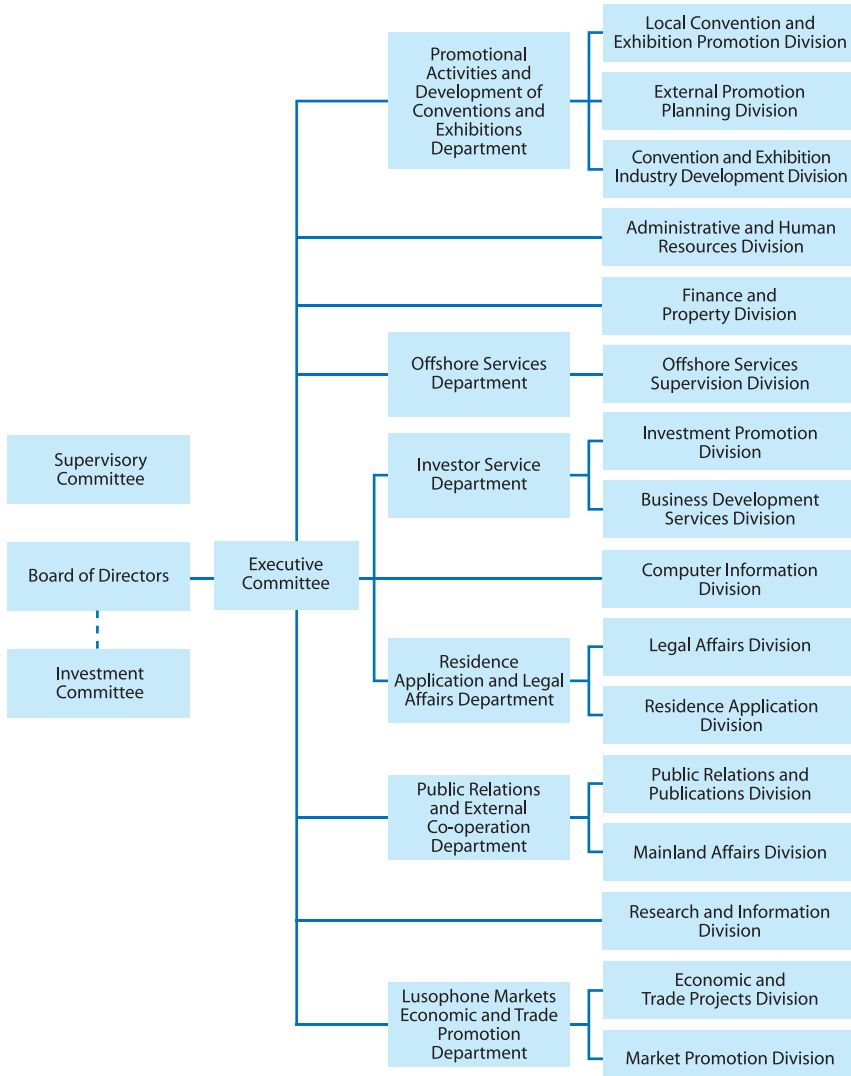 Supervisory
Committee
Board of Directors
Investment
Committee
Executive
Committee
Promotional
Activities and
Development of
Conventions and
Exhibitions
Department
Local Convention and
Exhibition Promotion Division
External Promotion
Planning Division
Convention and Exhibition
Industry Development Division
Administrative and Human
Resources Division
Finance and
Property Division
Offshore Services
Department
Offshore Services
Supervision Division
Investor Service
Department
Investment Promotion
Division
Business Development
Services Division
Computer Information
Division
Residence
Application and Legal
Affairs Department
Legal Affairs Division
Residence Application
Division
Public Relations
and External
Co-operation
Department
Public Relations and
Publications Division
Mainland Affairs Division
Research and Information
Division
Lusophone Markets
Economic and Trade
Promotion
Department
Economic and
Trade Projects Division
Market Promotion Division